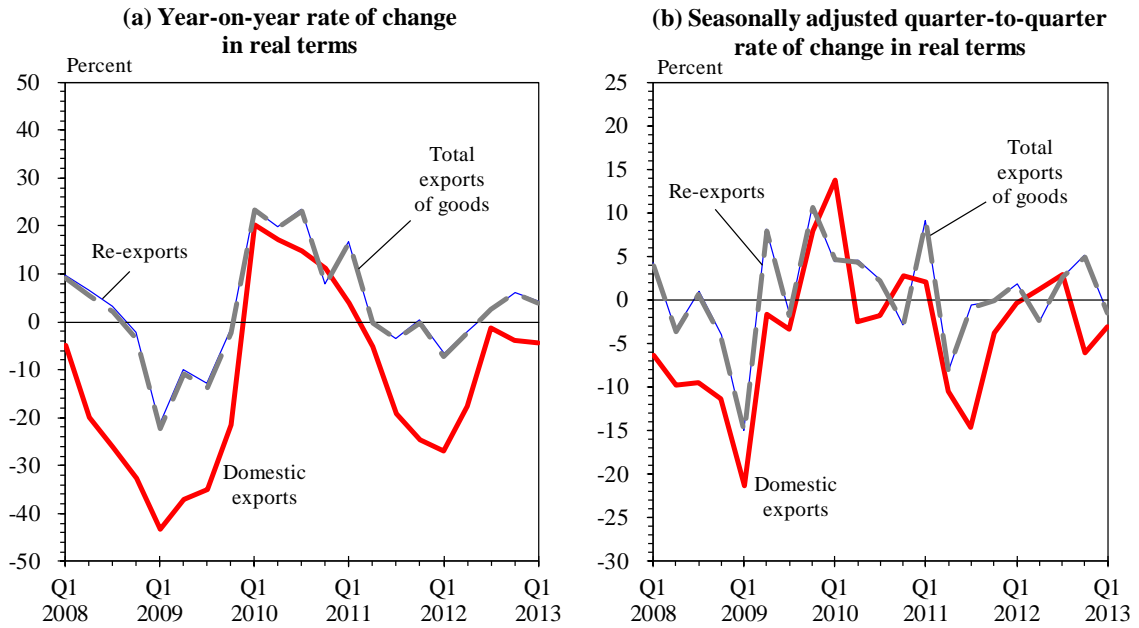 (a) Year-on-year rate of change
in real terms
Percent
50
40
30
20
10
0
-10
-20
-30
-40
-50
Re-exports
Total
exports
of goods
Domestic
exports
Q1 Q1 Q1 Q1 Q1 Q1
2008 2009 2010 2011 2012 2013
(b) Seasonally adjusted quarter-to-quarter
rate of change in real terms
Percent
25
20
15
10
5
0
-5
-10
-15
-20
-25
-30
Re-exports
Total
exports
of goods
Domestic
exports
Q1 Q1 Q1 Q1 Q1 Q1
2008 2009 2010 2011 2012 2013